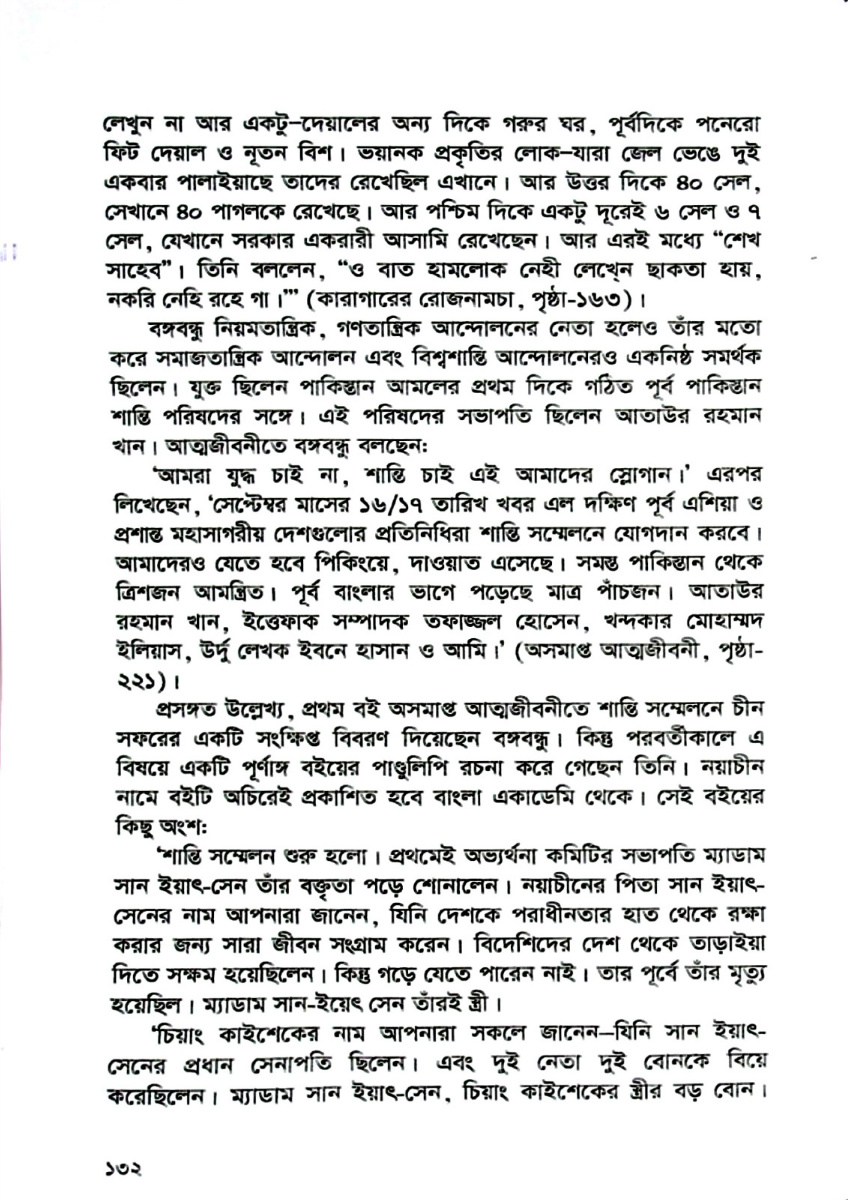 লেখুন না আর একটু–দেয়ালের অন্য দিকে গরুর ঘর, পূর্বদিকে পনেরো
ফিট দেয়াল ও নূতন বিশ। ভয়ানক প্রকৃতির লোক–যারা জেল ভেঙে দুই
একবার পালাইয়াছে তাদের রেখেছিল এখানে। আর উত্তর দিকে ৪০ সেল,
সেখানে ৪০ পাগলকে রেখেছে। আর পশ্চিম দিকে একটু দূরেই ৬ সেল ও ৭
সেল, যেখানে সরকার একরারী আসামি রেখেছেন। আর এরই মধ্যে “শেখ
সাহেব”। তিনি বললেন, “ও বাত হামলোক নেহী লেখেন ছাকতা হায়,
নকরি নেহি রহে গা।”’ (কারাগারের রোজনামচা, পৃষ্ঠা-১৬৩)।
বঙ্গবন্ধু নিয়মতান্ত্রিক, গণতান্ত্রিক আন্দোলনের নেতা হলেও তাঁর মতো
করে সমাজতান্ত্রিক আন্দোলন এবং বিশ্বশান্তি আন্দোলনেরও একনিষ্ঠ সমর্থক
ছিলেন। যুক্ত ছিলেন পাকিস্তান আমলের প্রথম দিকে গঠিত পূর্ব পাকিস্তান
শান্তি পরিষদের সঙ্গে। এই পরিষদের সভাপতি ছিলেন আতাউর রহমান
খান। আত্মজীবনীতে বঙ্গবন্ধু বলছেন:
‘আমরা যুদ্ধ চাই না, শান্তি চাই এই আমাদের স্লোগান।’ এরপর
লিখেছেন, ‘সেপ্টেম্বর মাসের ১৬/১৭ তারিখ খবর এল দক্ষিণ পূর্ব এশিয়া ও
প্রশান্ত মহাসাগরীয় দেশগুলোর প্রতিনিধিরা শান্তি সম্মেলনে যোগদান করবে।
আমাদেরও যেতে হবে পিকিংয়ে, দাওয়াত এসেছে। সমস্ত পাকিস্তান থেকে
ত্রিশজন আমন্ত্রিত। পূর্ব বাংলার ভাগে পড়েছে মাত্র পাঁচজন। আতাউর
রহমান খান, ইত্তেফাক সম্পাদক তফাজ্জল হোসেন, খন্দকার মোহাম্মদ
ইলিয়াস, উর্দু লেখক ইবনে হাসান ও আমি।’ (অসমাপ্ত আত্মজীবনী, পৃষ্ঠা-
২২১)।
প্রসঙ্গত উল্লেখ্য, প্রথম বই অসমাপ্ত আত্মজীবনীতে শান্তি সম্মেলনে চীন
সফরের একটি সংক্ষিপ্ত বিবরণ দিয়েছেন বঙ্গবন্ধু। কিন্তু পরবর্তীকালে এ
বিষয়ে একটি পূর্ণাঙ্গ বইয়ের পাণ্ডুলিপি রচনা করে গেছেন তিনি। নয়াচীন
নামে বইটি অচিরেই প্রকাশিত হবে বাংলা একাডেমি থেকে। সেই বইয়ের
কিছু অংশ:
‘শান্তি সম্মেলন শুরু হলো। প্রথমেই অভ্যর্থনা কমিটির সভাপতি ম্যাডাম
সান ইয়াৎ-সেন তাঁর বক্তৃতা পড়ে শোনালেন। নয়াচীনের পিতা সান ইয়াৎ-
সেনের নাম আপনারা জানেন, যিনি দেশকে পরাধীনতার হাত থেকে রক্ষা
করার জন্য সারা জীবন সংগ্রাম করেন। বিদেশিদের দেশ থেকে তাড়াইয়া
দিতে সক্ষম হয়েছিলেন। কিন্তু গড়ে যেতে পারেন নাই। তার পূর্বে তাঁর মৃত্যু
হয়েছিল। ম্যাডাম সান-ইয়েৎ সেন তাঁরই স্ত্রী।
‘চিয়াং কাইশেকের নাম আপনারা সকলে জানেন–যিনি সান ইয়াৎ-
সেনের প্রধান সেনাপতি ছিলেন। এবং দুই নেতা দুই বোনকে বিয়ে
করেছিলেন। ম্যাডাম সান ইয়াৎ-সেন, চিয়াং কাইশেকের স্ত্রীর বড় বোন।
১৩২